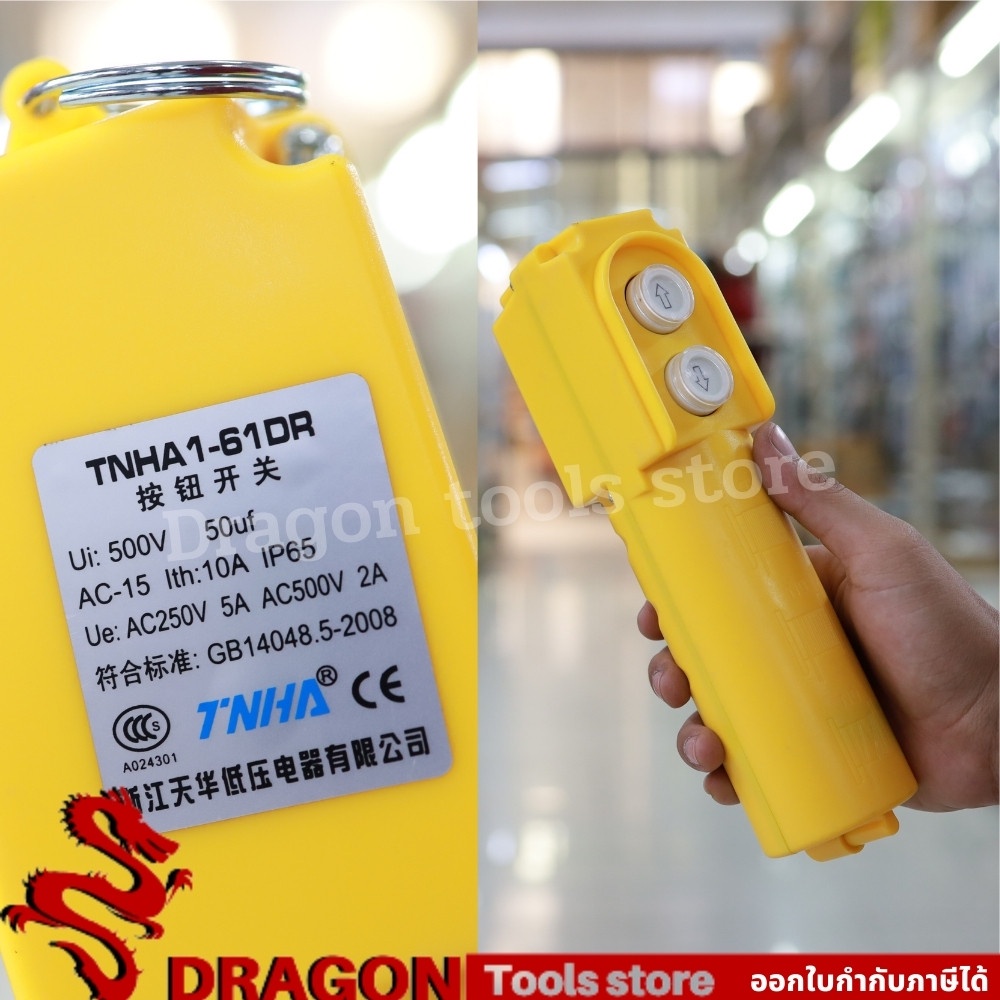 TNHA1-61DR
按钮开关
Ui: 500V 50uf
AC-15 Ith:10A IP65
Ue: AC250V 5A AC500V 2A
符合标准: GB14048.5-2008
CCC S
A024301
TNHA® CE
浙江天华低压电器有限公司
Dragon tools store
DRAGON Tools store ออกใบกำกับภาษีได้